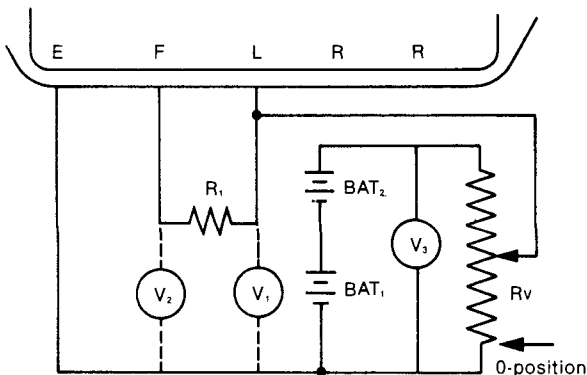 E F L R R
R₁
BAT₂
V₃
V₂
V₁
BAT₁
Rv
0-position